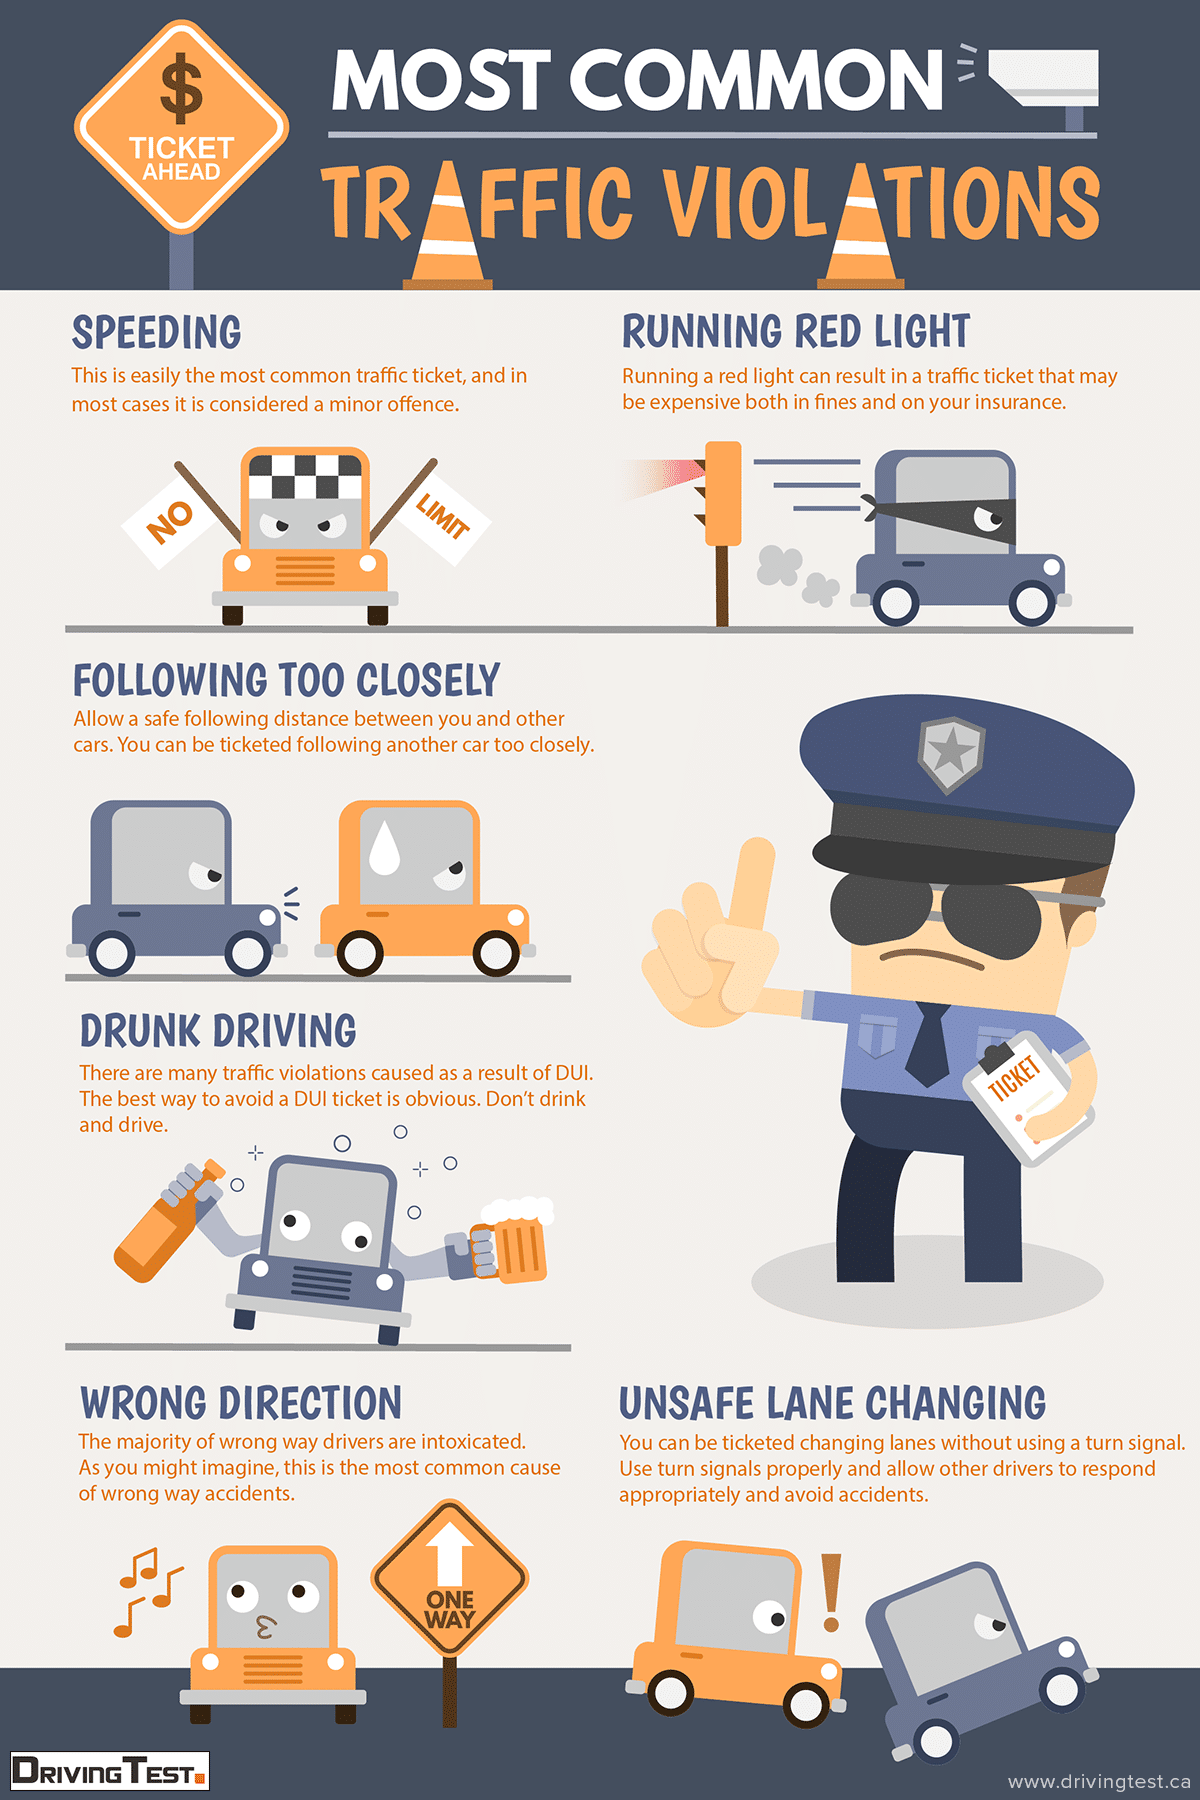 $
TICKET
AHEAD
MOST COMMON
TRAFFIC VIOLATIONS
SPEEDING
This is easily the most common traffic ticket, and in
most cases it is considered a minor offence.
NO
LIMIT
RUNNING RED LIGHT
Running a red light can result in a traffic ticket that may
be expensive both in fines and on your insurance.
FOLLOWING TOO CLOSELY
Allow a safe following distance between you and other
cars. You can be ticketed following another car too closely.
TICKET
DRUNK DRIVING
There are many traffic violations caused as a result of DUI.
The best way to avoid a DUI ticket is obvious. Don't drink
and drive.
WRONG DIRECTION
The majority of wrong way drivers are intoxicated.
As you might imagine, this is the most common cause
of wrong way accidents.
ONE
WAY
UNSAFE LANE CHANGING
You can be ticketed changing lanes without using a turn signal.
Use turn signals properly and allow other drivers to respond
appropriately and avoid accidents.
!
DRIVINGTEST.
www.drivingtest.ca